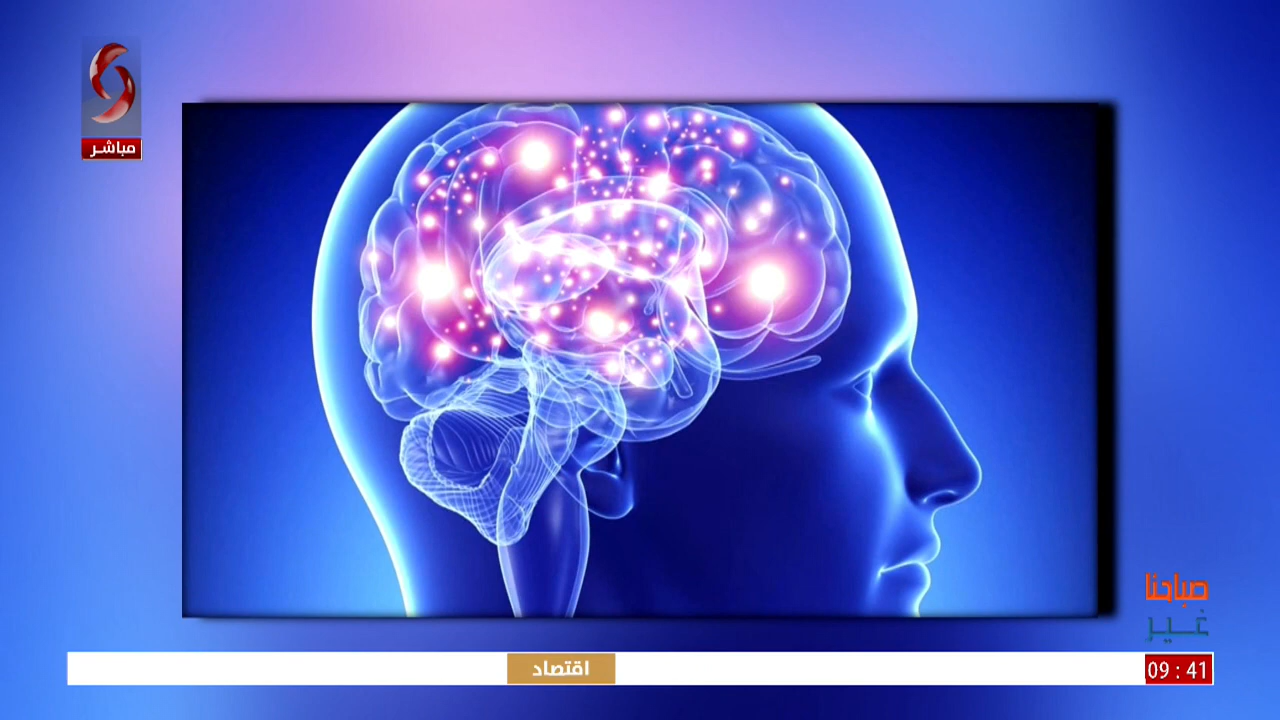 مباشر
صباحنا
غير
اقتصاد
09 : 41